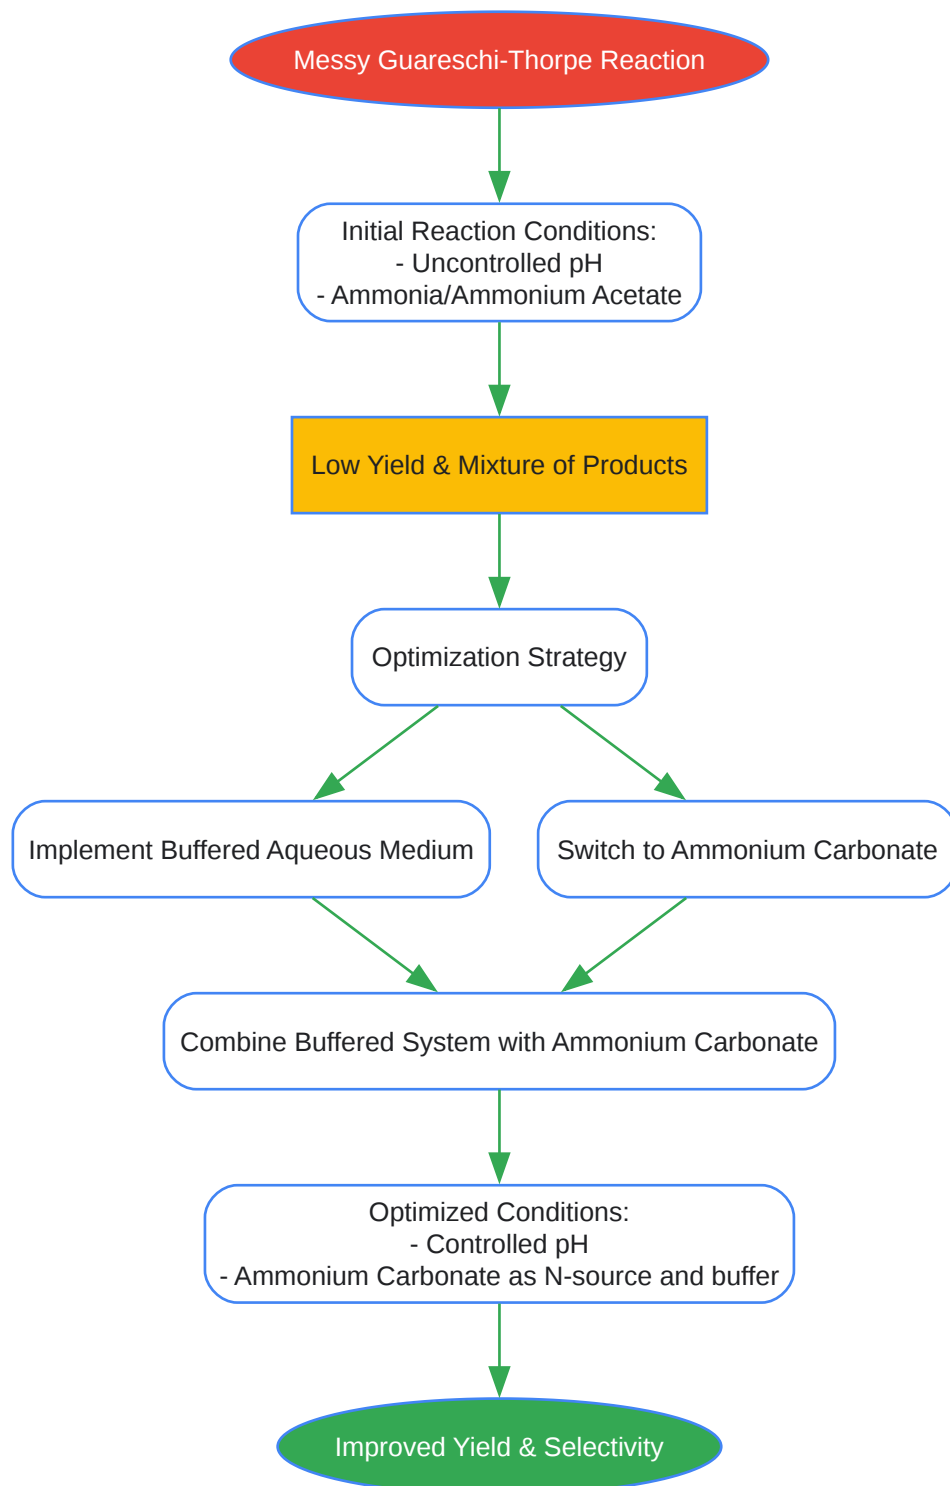 Messy Guareschi-Thorpe Reaction
Initial Reaction Conditions:
- Uncontrolled pH
- Ammonia/Ammonium Acetate
Low Yield & Mixture of Products
Optimization Strategy
Implement Buffered Aqueous Medium
Switch to Ammonium Carbonate
Combine Buffered System with Ammonium Carbonate
Optimized Conditions:
- Controlled pH
- Ammonium Carbonate as N-source and buffer
Improved Yield & Selectivity